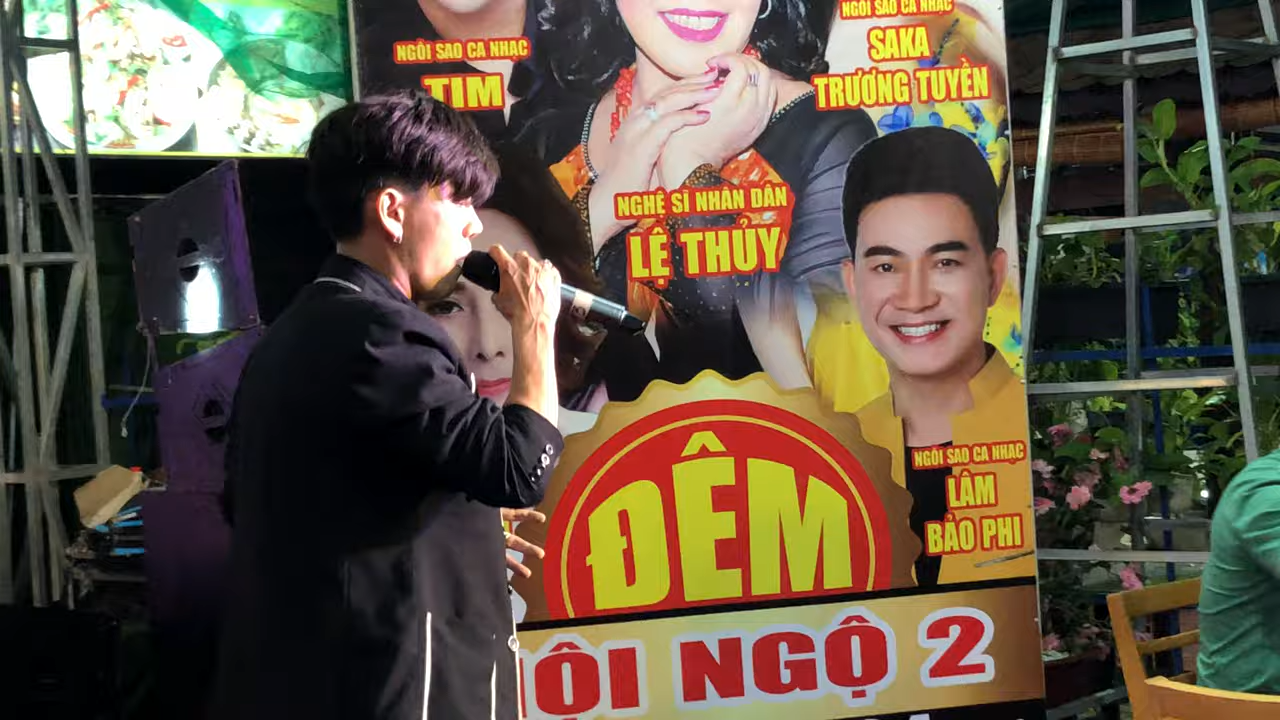 NGÔI SAO CA NHẠC
TIM
NGÔI SAO CA NHẠC
SAKA
TRƯƠNG TUYỀN
NGHỆ SĨ NHÂN DÂN
LỆ THỦY
NGÔI SAO CA NHẠC
LÂM
BẢO PHI
ĐÊM
ỘI NGỘ 2